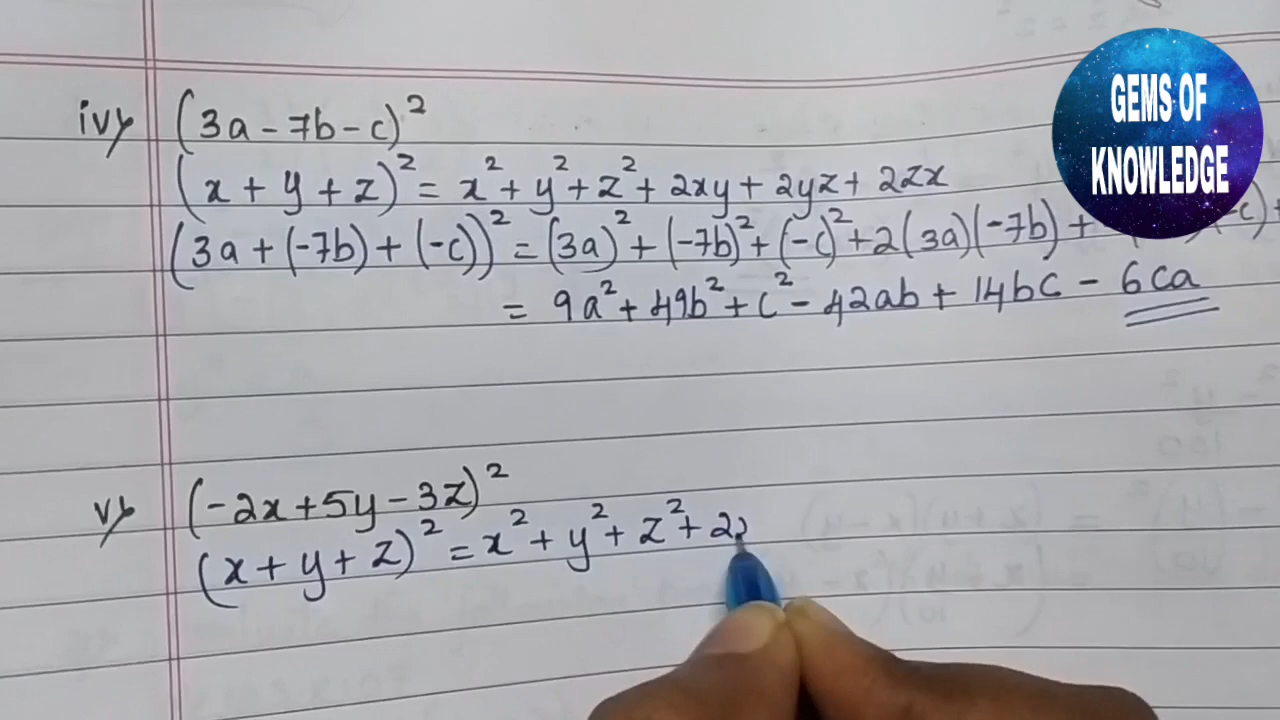 iv) (3a - 7b - c)²
(x + y + z)² = x² + y² + z² + 2xy + 2yz + 2zx
(3a + (-7b) + (-c))² = (3a)² + (-7b)² + (-c)² + 2(3a)(-7b) +
= 9a² + 49b² + c² - 42ab + 14bc - 6ca
v) (-2x + 5y - 3z)²
(x + y + z)² = x² + y² + z² + 2x
GEMS OF
KNOWLEDGE